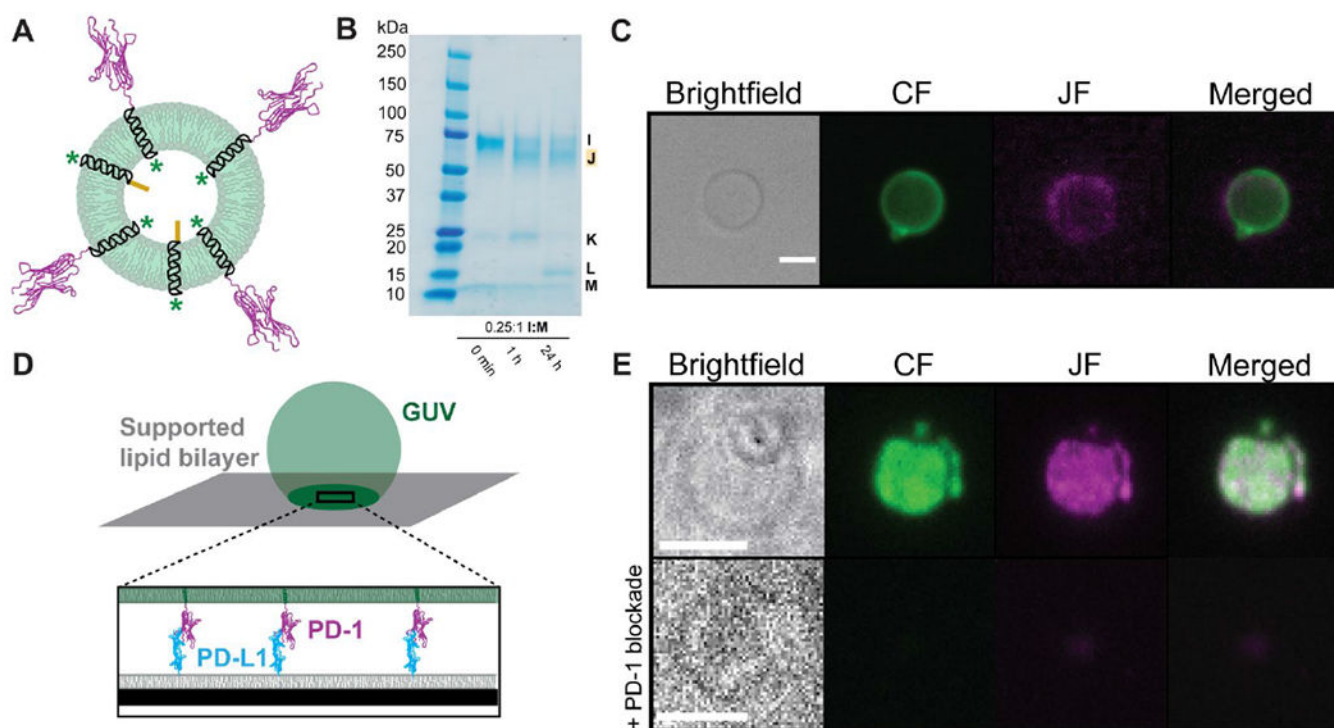 A
B
kDa
250
150
100
75
50
37
25
20
15
10
I
J
K
L
M
0.25:1 I:M
0 min
1 h
24 h
C
Brightfield
CF
JF
Merged
D
GUV
Supported
lipid bilayer
PD-1
PD-L1
E
Brightfield
CF
JF
Merged
+ PD-1 blockade